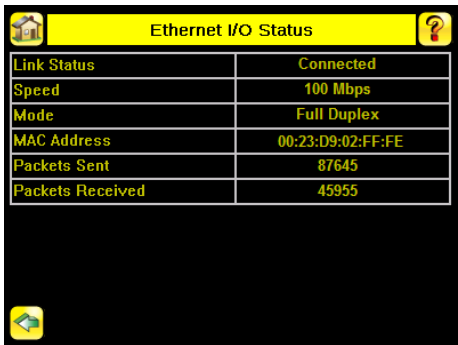 Ethernet I/O Status
?
Link Status Connected
Speed 100 Mbps
Mode Full Duplex
MAC Address 00:23:D9:02:FF:FE
Packets Sent 87645
Packets Received 45955